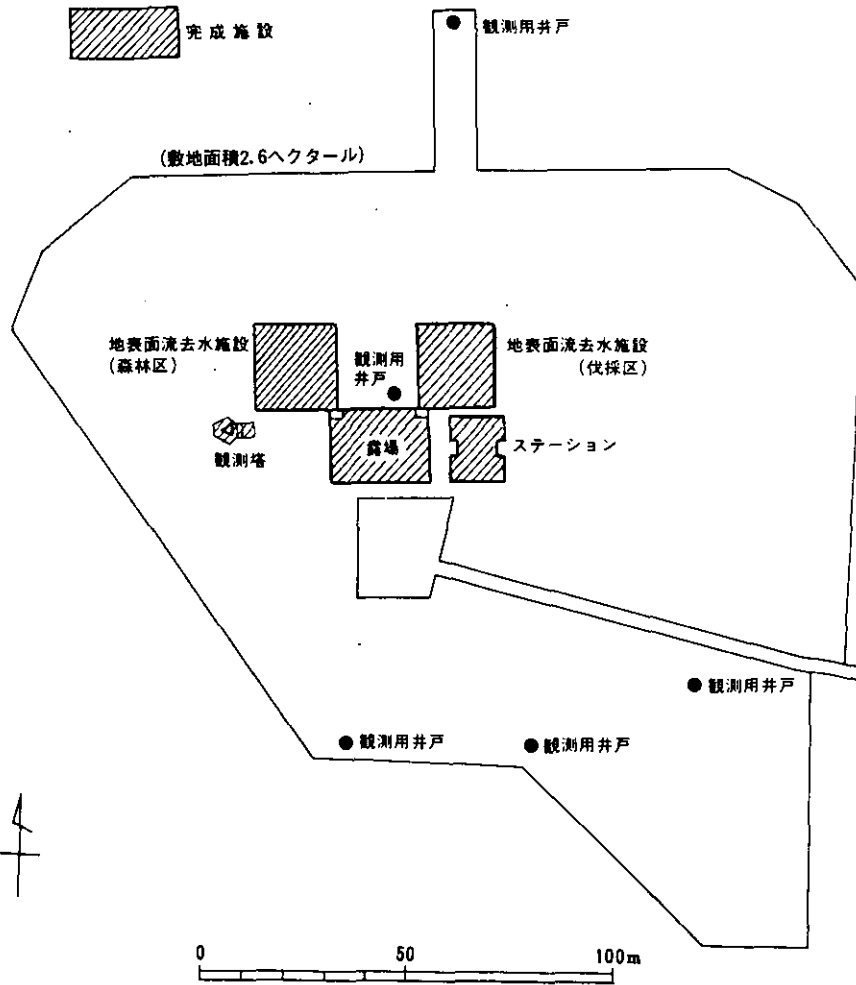 完成施設
観測用井戸
(敷地面積2.6ヘクタール)
地表面流去水施設
(森林区)
観測用
井戸
地表面流去水施設
(伐採区)
観測塔
露場
ステーション
観測用井戸
観測用井戸
観測用井戸
0 50 100m